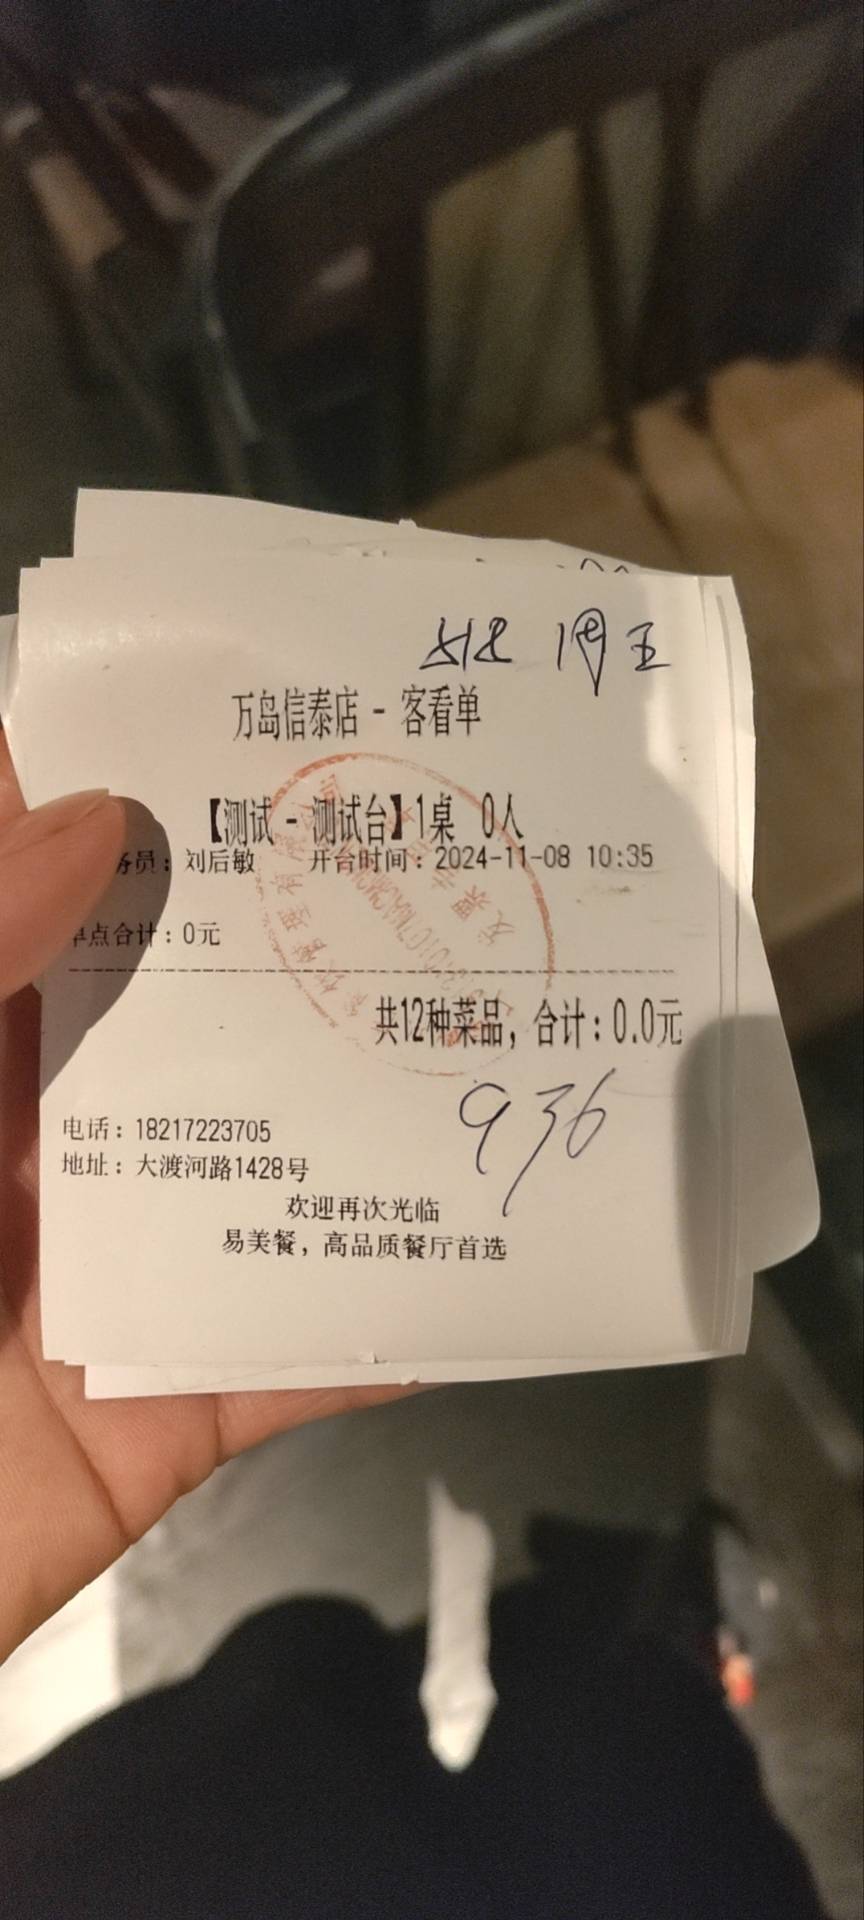 周五
万岛信泰店 - 客看单
【测试 - 测试台】1桌 0人
务员：刘后敏 开台时间：2024-11-08 10:35
单点合计：0元
共12种菜品，合计：0.0元
936
电话：18217223705
地址：大渡河路1428号
欢迎再次光临
易美餐，高品质餐厅首选